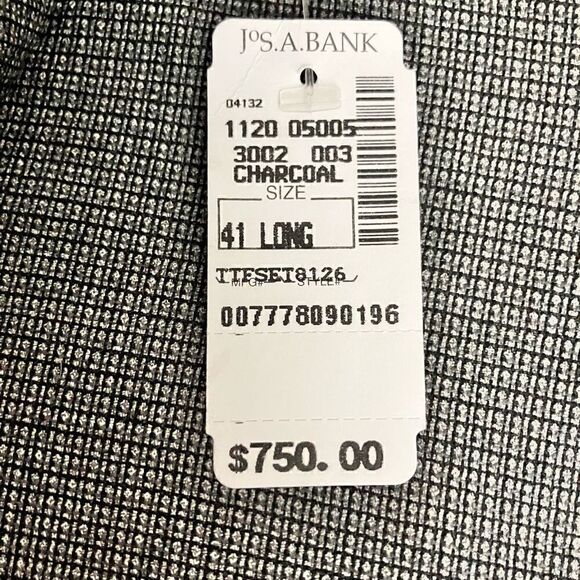 JoS.A.BANK
04132
1120 05005
3002 003
CHARCOAL
SIZE
41 LONG
TTFSET8126
MFG# STYLE#
007778090196
$750.00